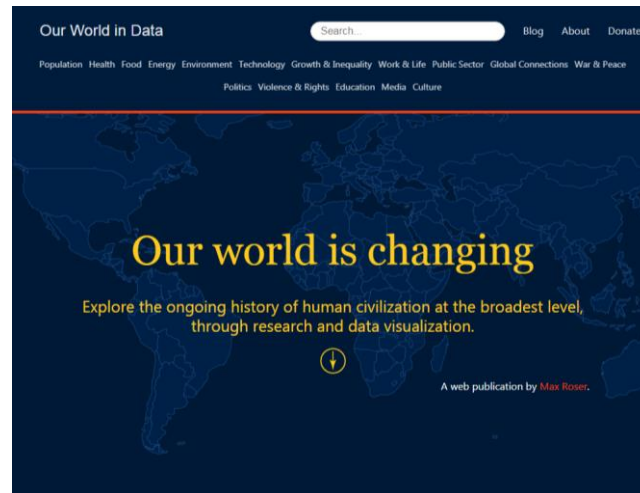 Our World in Data
Search...
Blog About Donate
Population Health Food Energy Environment Technology Growth & Inequality Work & Life Public Sector Global Connections War & Peace
Politics Violence & Rights Education Media Culture
Our world is changing
Explore the ongoing history of human civilization at the broadest level,
through research and data visualization.
A web publication by Max Roser.